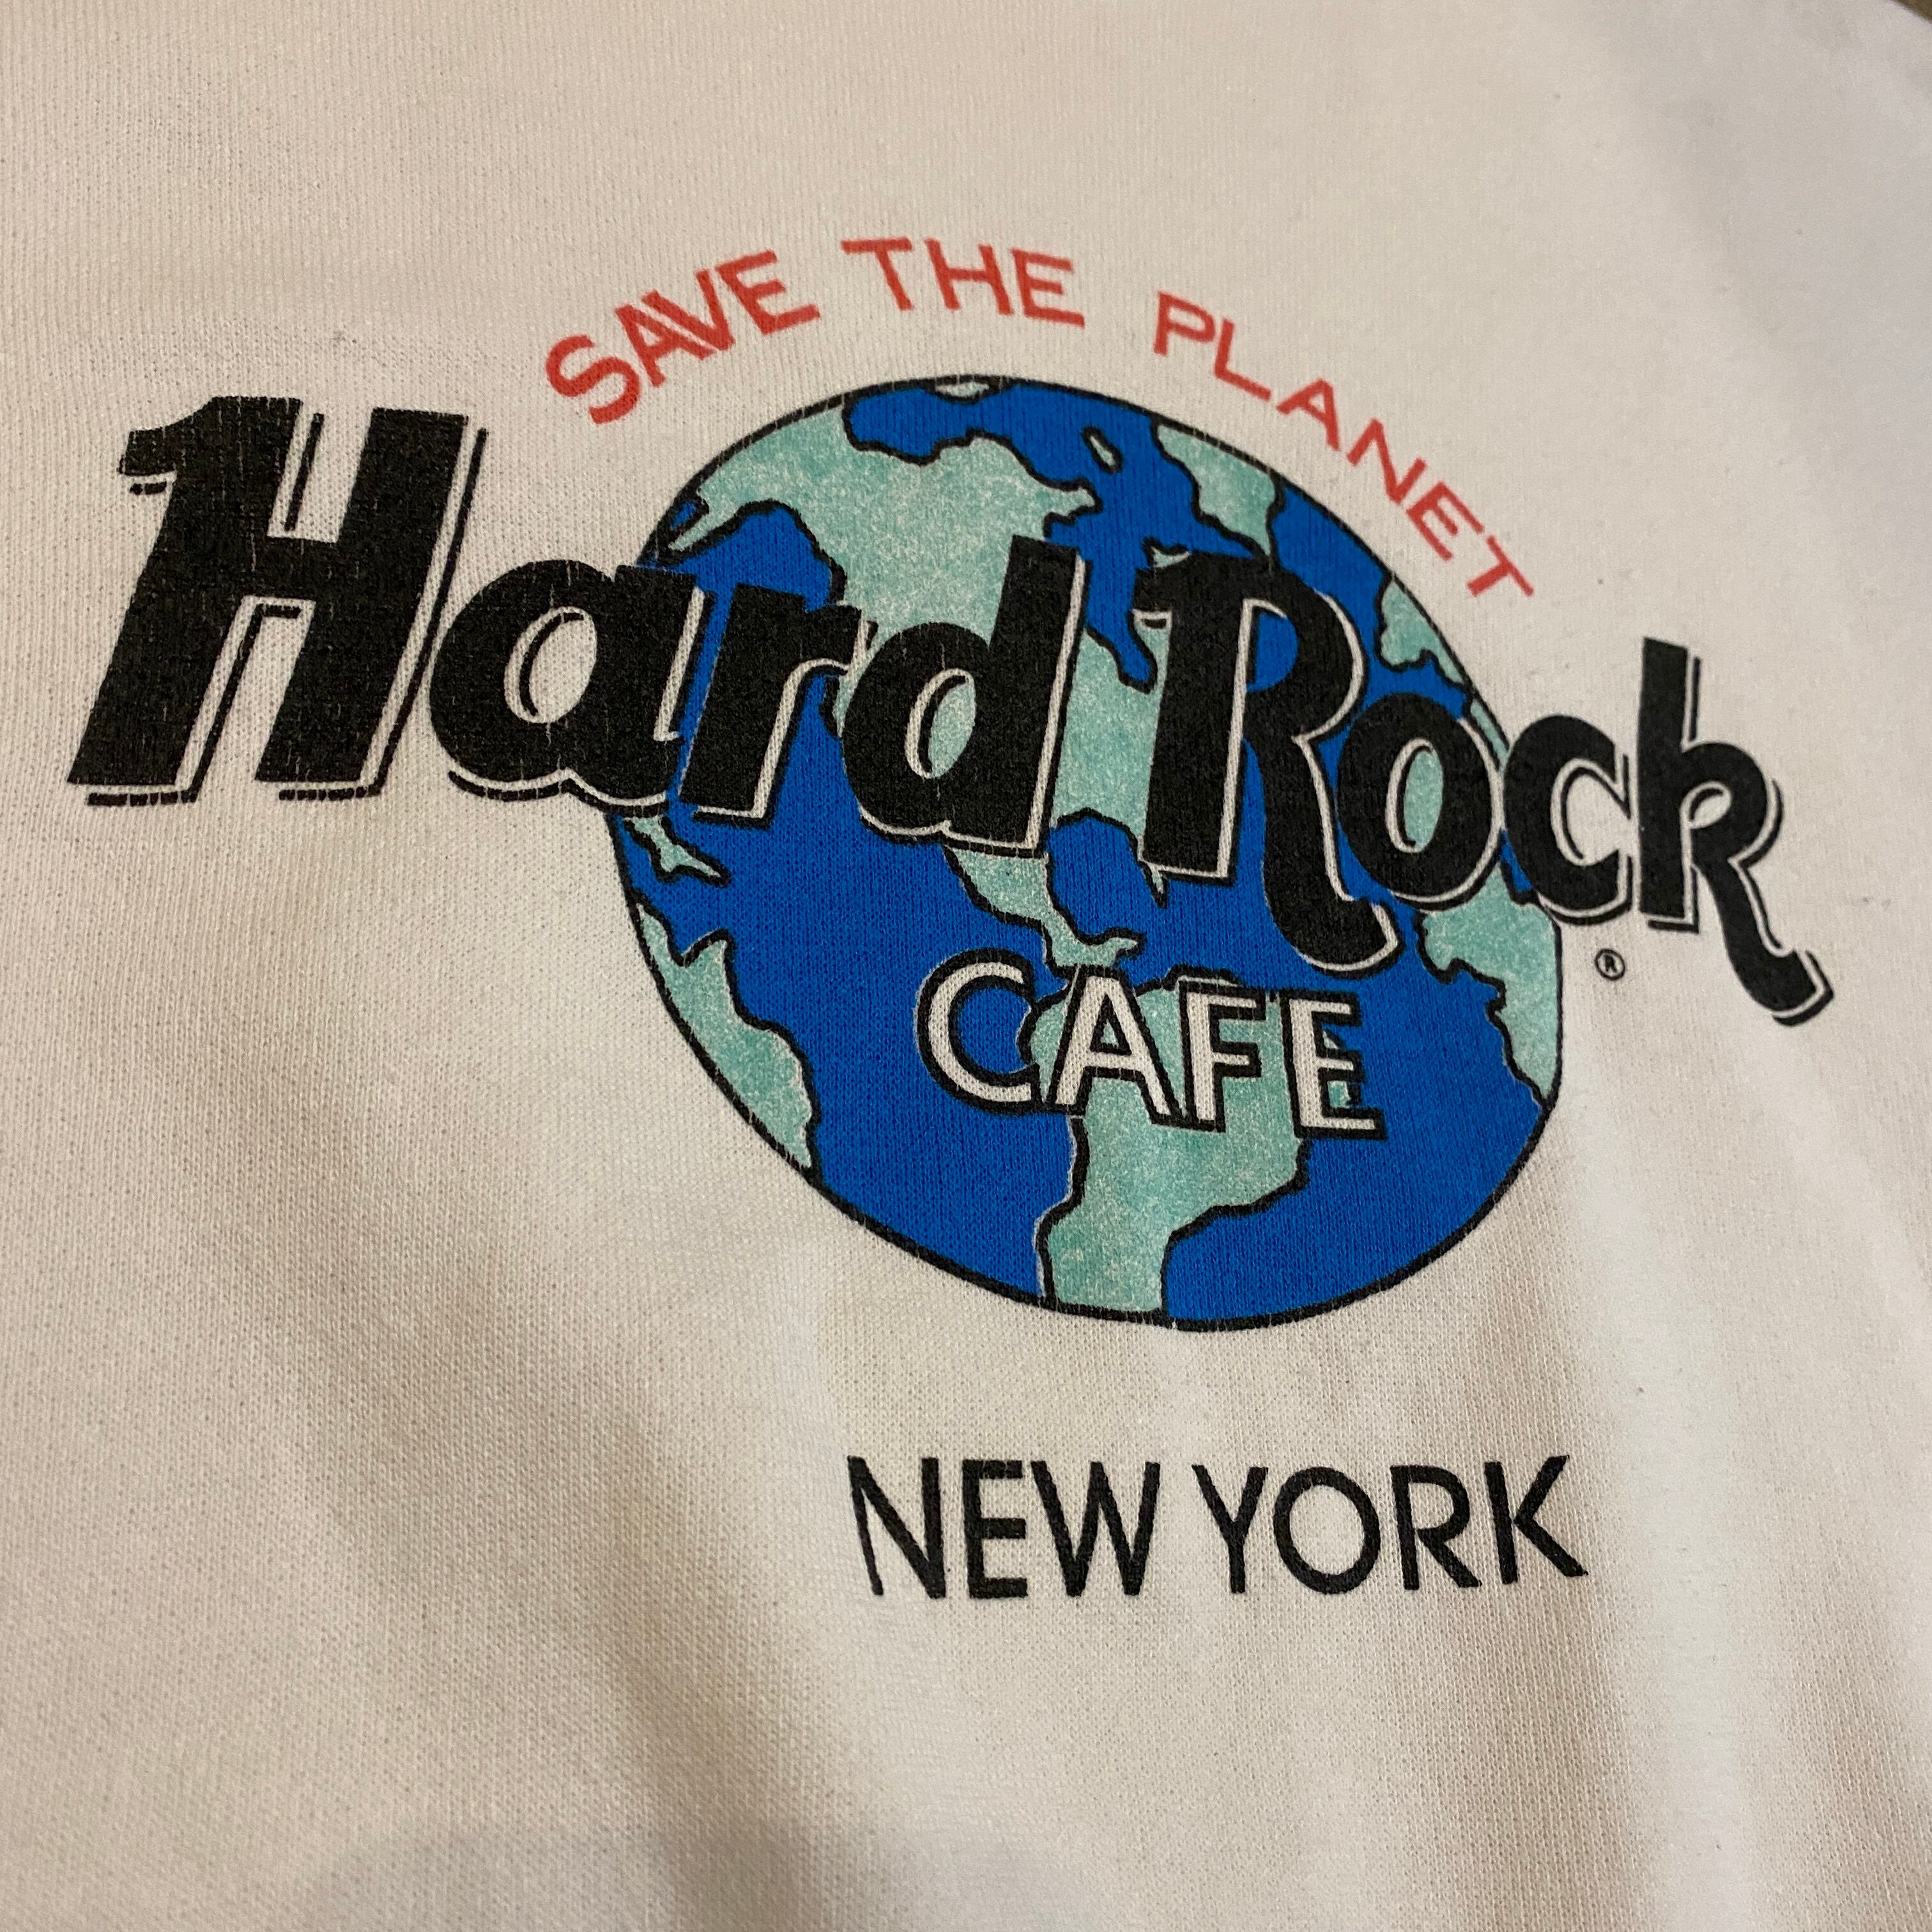 SAVE THE PLANET
Hard Rock
®
CAFE
NEW YORK